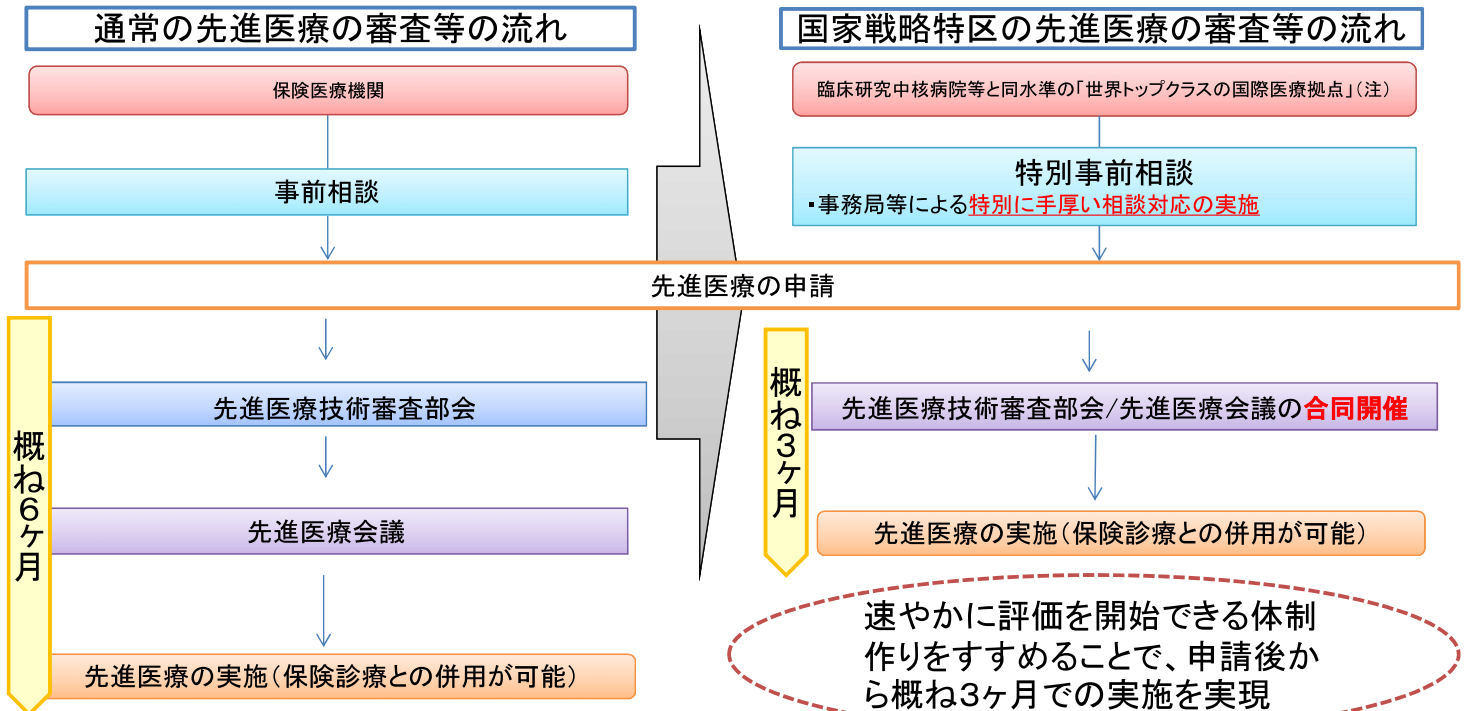 通常の先進医療の審査等の流れ
保険医療機関
事前相談
国家戦略特区の先進医療の審査等の流れ
臨床研究中核病院等と同水準の「世界トップクラスの国際医療拠点」（注）
特別事前相談
・事務局等による特別に手厚い相談対応の実施
先進医療の申請
概ね６ヶ月
先進医療技術審査部会
先進医療会議
先進医療の実施（保険診療との併用が可能）
概ね３ヶ月
先進医療技術審査部会/先進医療会議の合同開催
先進医療の実施（保険診療との併用が可能）
速やかに評価を開始できる体制
作りをすすめることで、申請後か
ら概ね３ヶ月での実施を実現